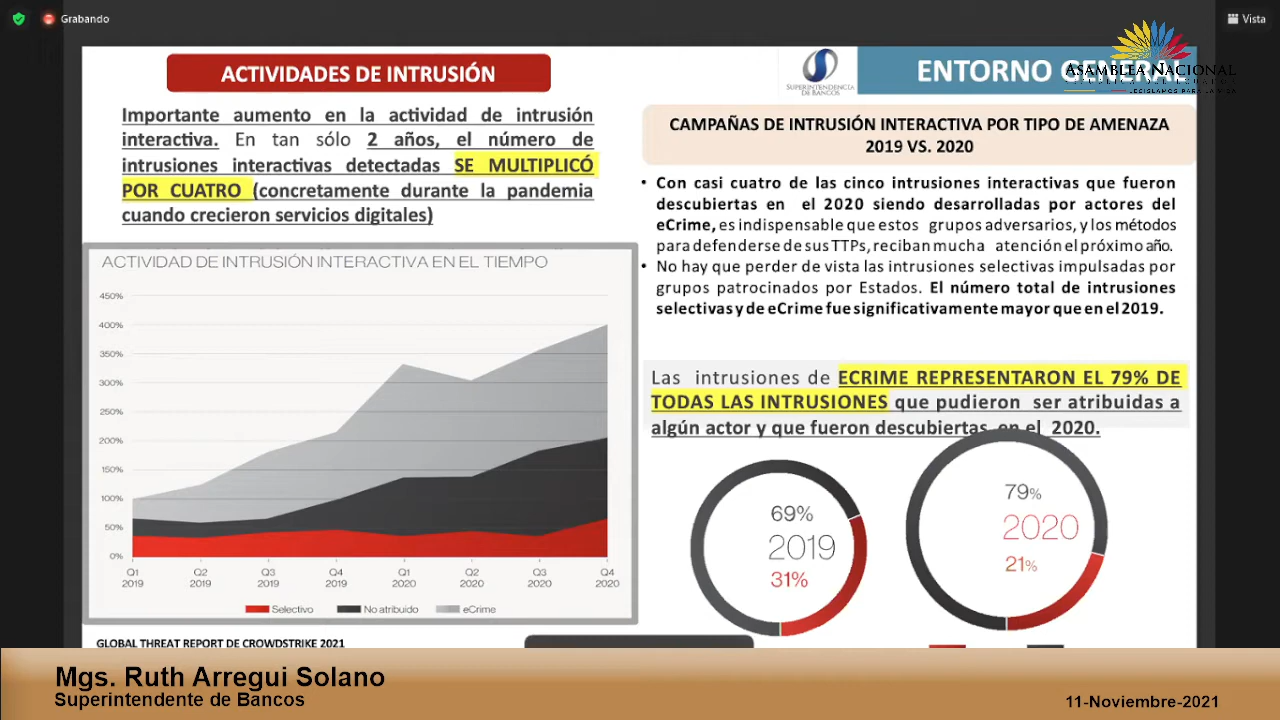 Grabando
Vista
ACTIVIDADES DE INTRUSIÓN
SUPERINTENDENCIA
DE BANCOS
ENTORNO
ASAMBLEA NACIONAL
REPÚBLICA DEL ECUADOR
LEGISLAMOS PARA LA VIDA
Importante aumento en la actividad de intrusión
interactiva. En tan sólo 2 años, el número de
intrusiones interactivas detectadas SE MULTIPLICÓ
POR CUATRO (concretamente durante la pandemia
cuando crecieron servicios digitales)
ACTIVIDAD DE INTRUSIÓN INTERACTIVA EN EL TIEMPO
450%
400%
350%
300%
250%
200%
150%
100%
50%
0%
Q1 Q2 Q3 Q4 Q1 Q2 Q3 Q4
2019 2019 2019 2019 2020 2020 2020 2020
Selectivo No atribuido eCrime
GLOBAL THREAT REPORT DE CROWDSTRIKE 2021
CAMPAÑAS DE INTRUSIÓN INTERACTIVA POR TIPO DE AMENAZA
2019 VS. 2020
• Con casi cuatro de las cinco intrusiones interactivas que fueron
descubiertas en el 2020 siendo desarrolladas por actores del
eCrime, es indispensable que estos grupos adversarios, y los métodos
para defenderse de sus TTPs, reciban mucha atención el próximo año.
• No hay que perder de vista las intrusiones selectivas impulsadas por
grupos patrocinados por Estados. El número total de intrusiones
selectivas y de eCrime fue significativamente mayor que en el 2019.
Las intrusiones de ECRIME REPRESENTARON EL 79% DE
TODAS LAS INTRUSIONES que pudieron ser atribuidas a
algún actor y que fueron descubiertas en el 2020.
69%
2019
31%
79%
2020
21%
Mgs. Ruth Arregui Solano
Superintendente de Bancos
11-Noviembre-2021